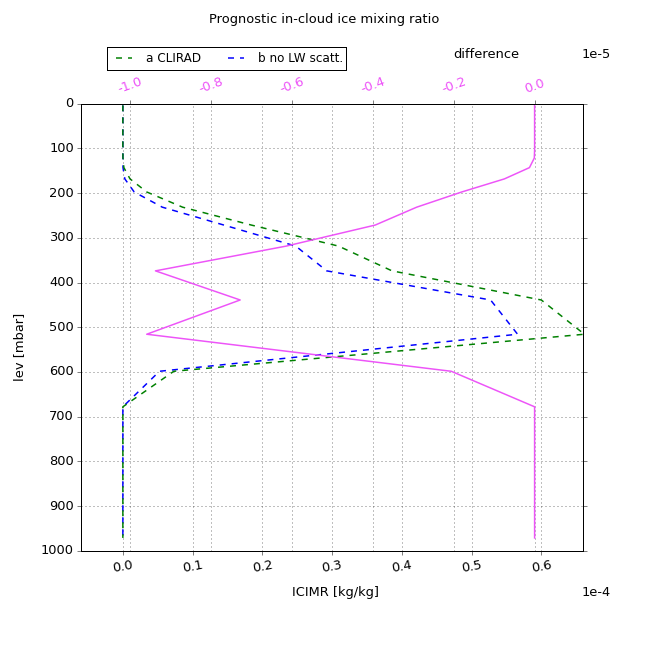 Prognostic in-cloud ice mixing ratio
a CLIRAD b no LW scatt. difference 1e-5
-1.0 -0.8 -0.6 -0.4 -0.2 0.0
0
100
200
300
400
500
600
700
800
900
1000
lev [mbar]
0.0 0.1 0.2 0.3 0.4 0.5 0.6
ICIMR [kg/kg] 1e-4